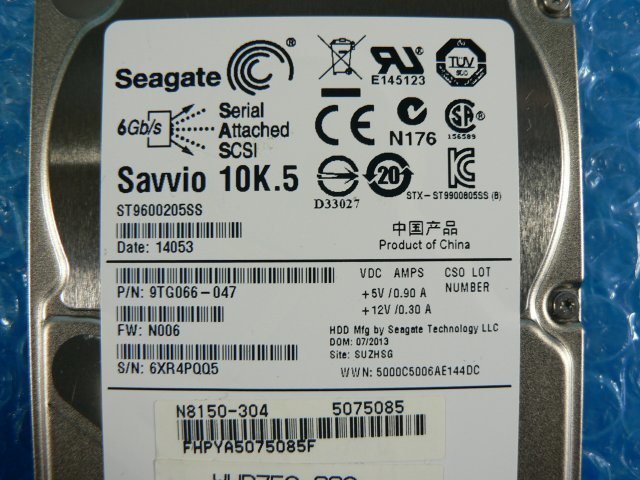 Seagate
®
6Gb/s
Serial
Attached
SCSI
Savvio 10K.5
ST9600205SS
Date: 14053
E145123
TUV
CE
N176
156589
D33027
20
STX-ST9900805SS (B)
中国产品
Product of China
P/N: 9TG066-047
FW: N006
S/N: 6XR4PQQ5
VDC AMPS
+5V/0.90 A
+12V/0.30 A
CSO LOT
NUMBER
HDD Mfg by Seagate Technology LLC
DOM: 07/2013
Site: SUZHSG
WWN: 5000C5006AE144DC
N8150-304 5075085
FHPYA5075085F